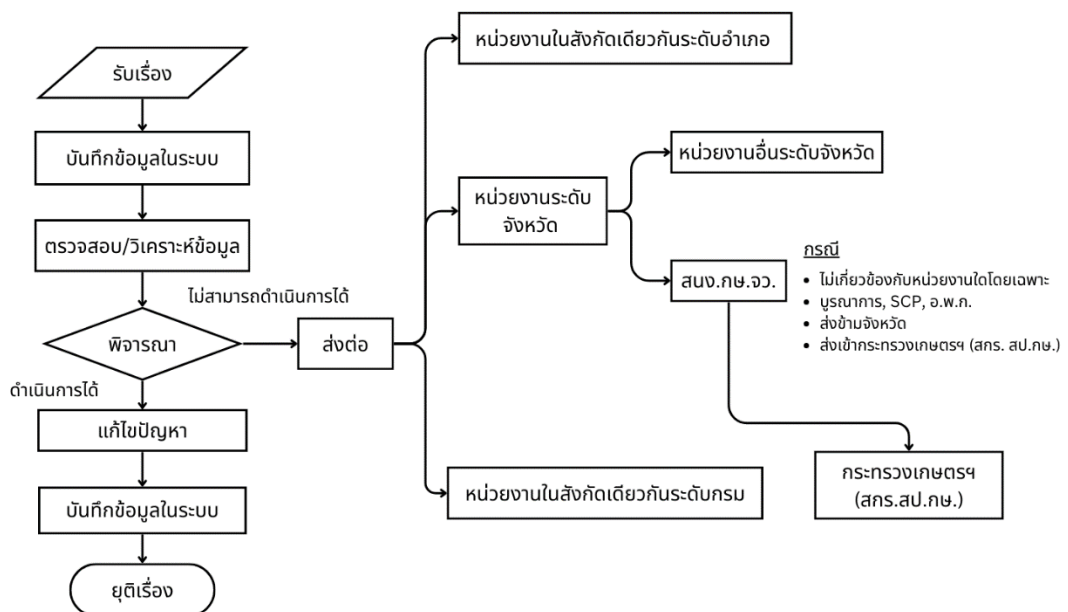 รับเรื่อง
บันทึกข้อมูลในระบบ
ตรวจสอบ/วิเคราะห์ข้อมูล
ไม่สามารถดำเนินการได้
พิจารณา
ส่งต่อ
ดำเนินการได้
แก้ไขปัญหา
บันทึกข้อมูลในระบบ
ยุติเรื่อง
หน่วยงานในสังกัดเดียวกันระดับอำเภอ
หน่วยงานระดับ
จังหวัด
หน่วยงานในสังกัดเดียวกันระดับกรม
หน่วยงานอื่นระดับจังหวัด
สนง.กษ.จว.
กรณี
• ไม่เกี่ยวข้องกับหน่วยงานใดโดยเฉพาะ
• บูรณาการ, SCP, อ.พ.ก.
• ส่งข้ามจังหวัด
• ส่งเข้ากระทรวงเกษตรฯ (สกร. สป.กษ.)
กระทรวงเกษตรฯ
(สกร.สป.กษ.)